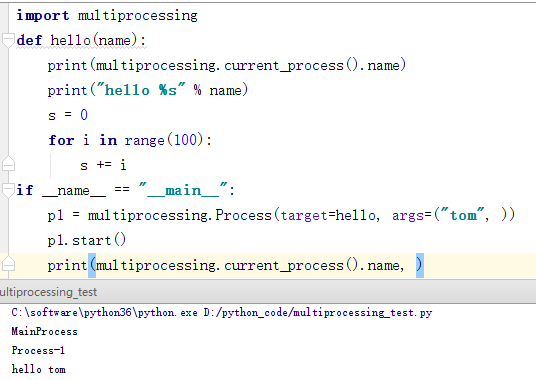 import multiprocessing
def hello(name):
    print(multiprocessing.current_process().name)
    print("hello %s" % name)
    s = 0
    for i in range(100):
        s += i
if __name__ == "__main__":
    p1 = multiprocessing.Process(target=hello, args=("tom", ))
    p1.start()
    print(multiprocessing.current_process().name, )
ultiprocessing_test
C:\software\python36\python.exe D:/python_code/multiprocessing_test.py
MainProcess
Process-1
hello tom